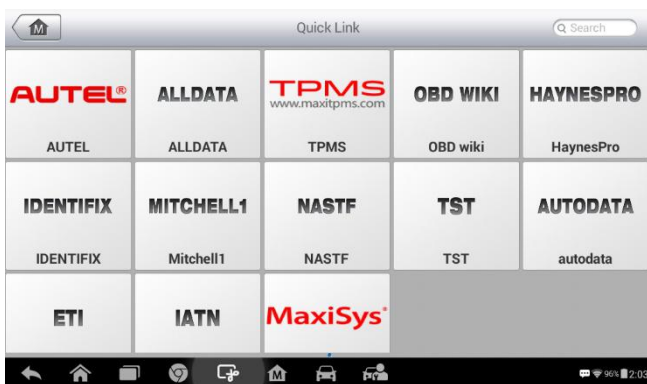 M
Quick Link
Search
AUTEL®
AUTEL
ALLDATA
ALLDATA
TPMS
www.maxitpms.com
TPMS
OBD WIKI
OBD wiki
HAYNESPRO
HaynesPro
IDENTIFIX
IDENTIFIX
MITCHELL1
Mitchell1
NASTF
NASTF
TST
TST
AUTODATA
autodata
ETI
IATN
MaxiSys
M
96%
2:03